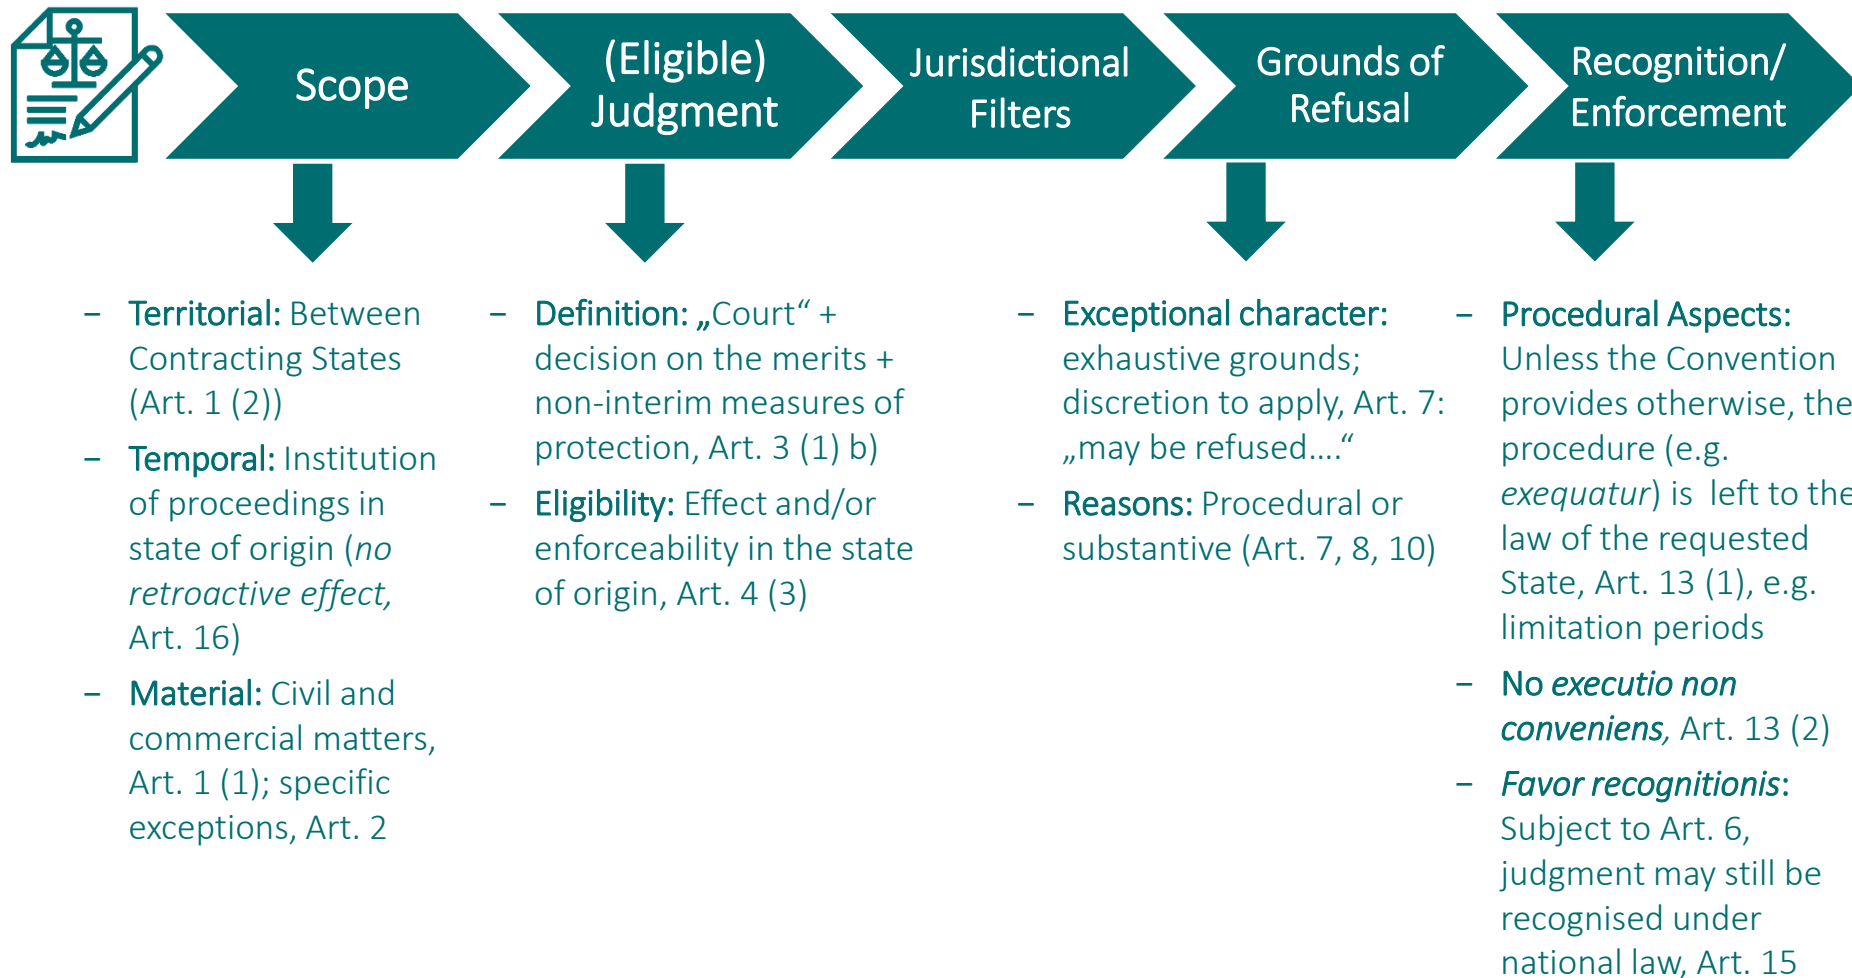 Scope
(Eligible)
Judgment
Jurisdictional
Filters
Grounds of
Refusal
Recognition/
Enforcement
– Territorial: Between
Contracting States
(Art. 1 (2))
– Temporal: Institution
of proceedings in
state of origin (no
retroactive effect,
Art. 16)
– Material: Civil and
commercial matters,
Art. 1 (1); specific
exceptions, Art. 2
– Definition: „Court“ +
decision on the merits +
non-interim measures of
protection, Art. 3 (1) b)
– Eligibility: Effect and/or
enforceability in the state
of origin, Art. 4 (3)
– Exceptional character:
exhaustive grounds;
discretion to apply, Art. 7:
„may be refused....“
– Reasons: Procedural or
substantive (Art. 7, 8, 10)
– Procedural Aspects:
Unless the Convention
provides otherwise, the
procedure (e.g.
exequatur) is left to the
law of the requested
State, Art. 13 (1), e.g.
limitation periods
– No executio non
conveniens, Art. 13 (2)
– Favor recognitionis:
Subject to Art. 6,
judgment may still be
recognised under
national law, Art. 15